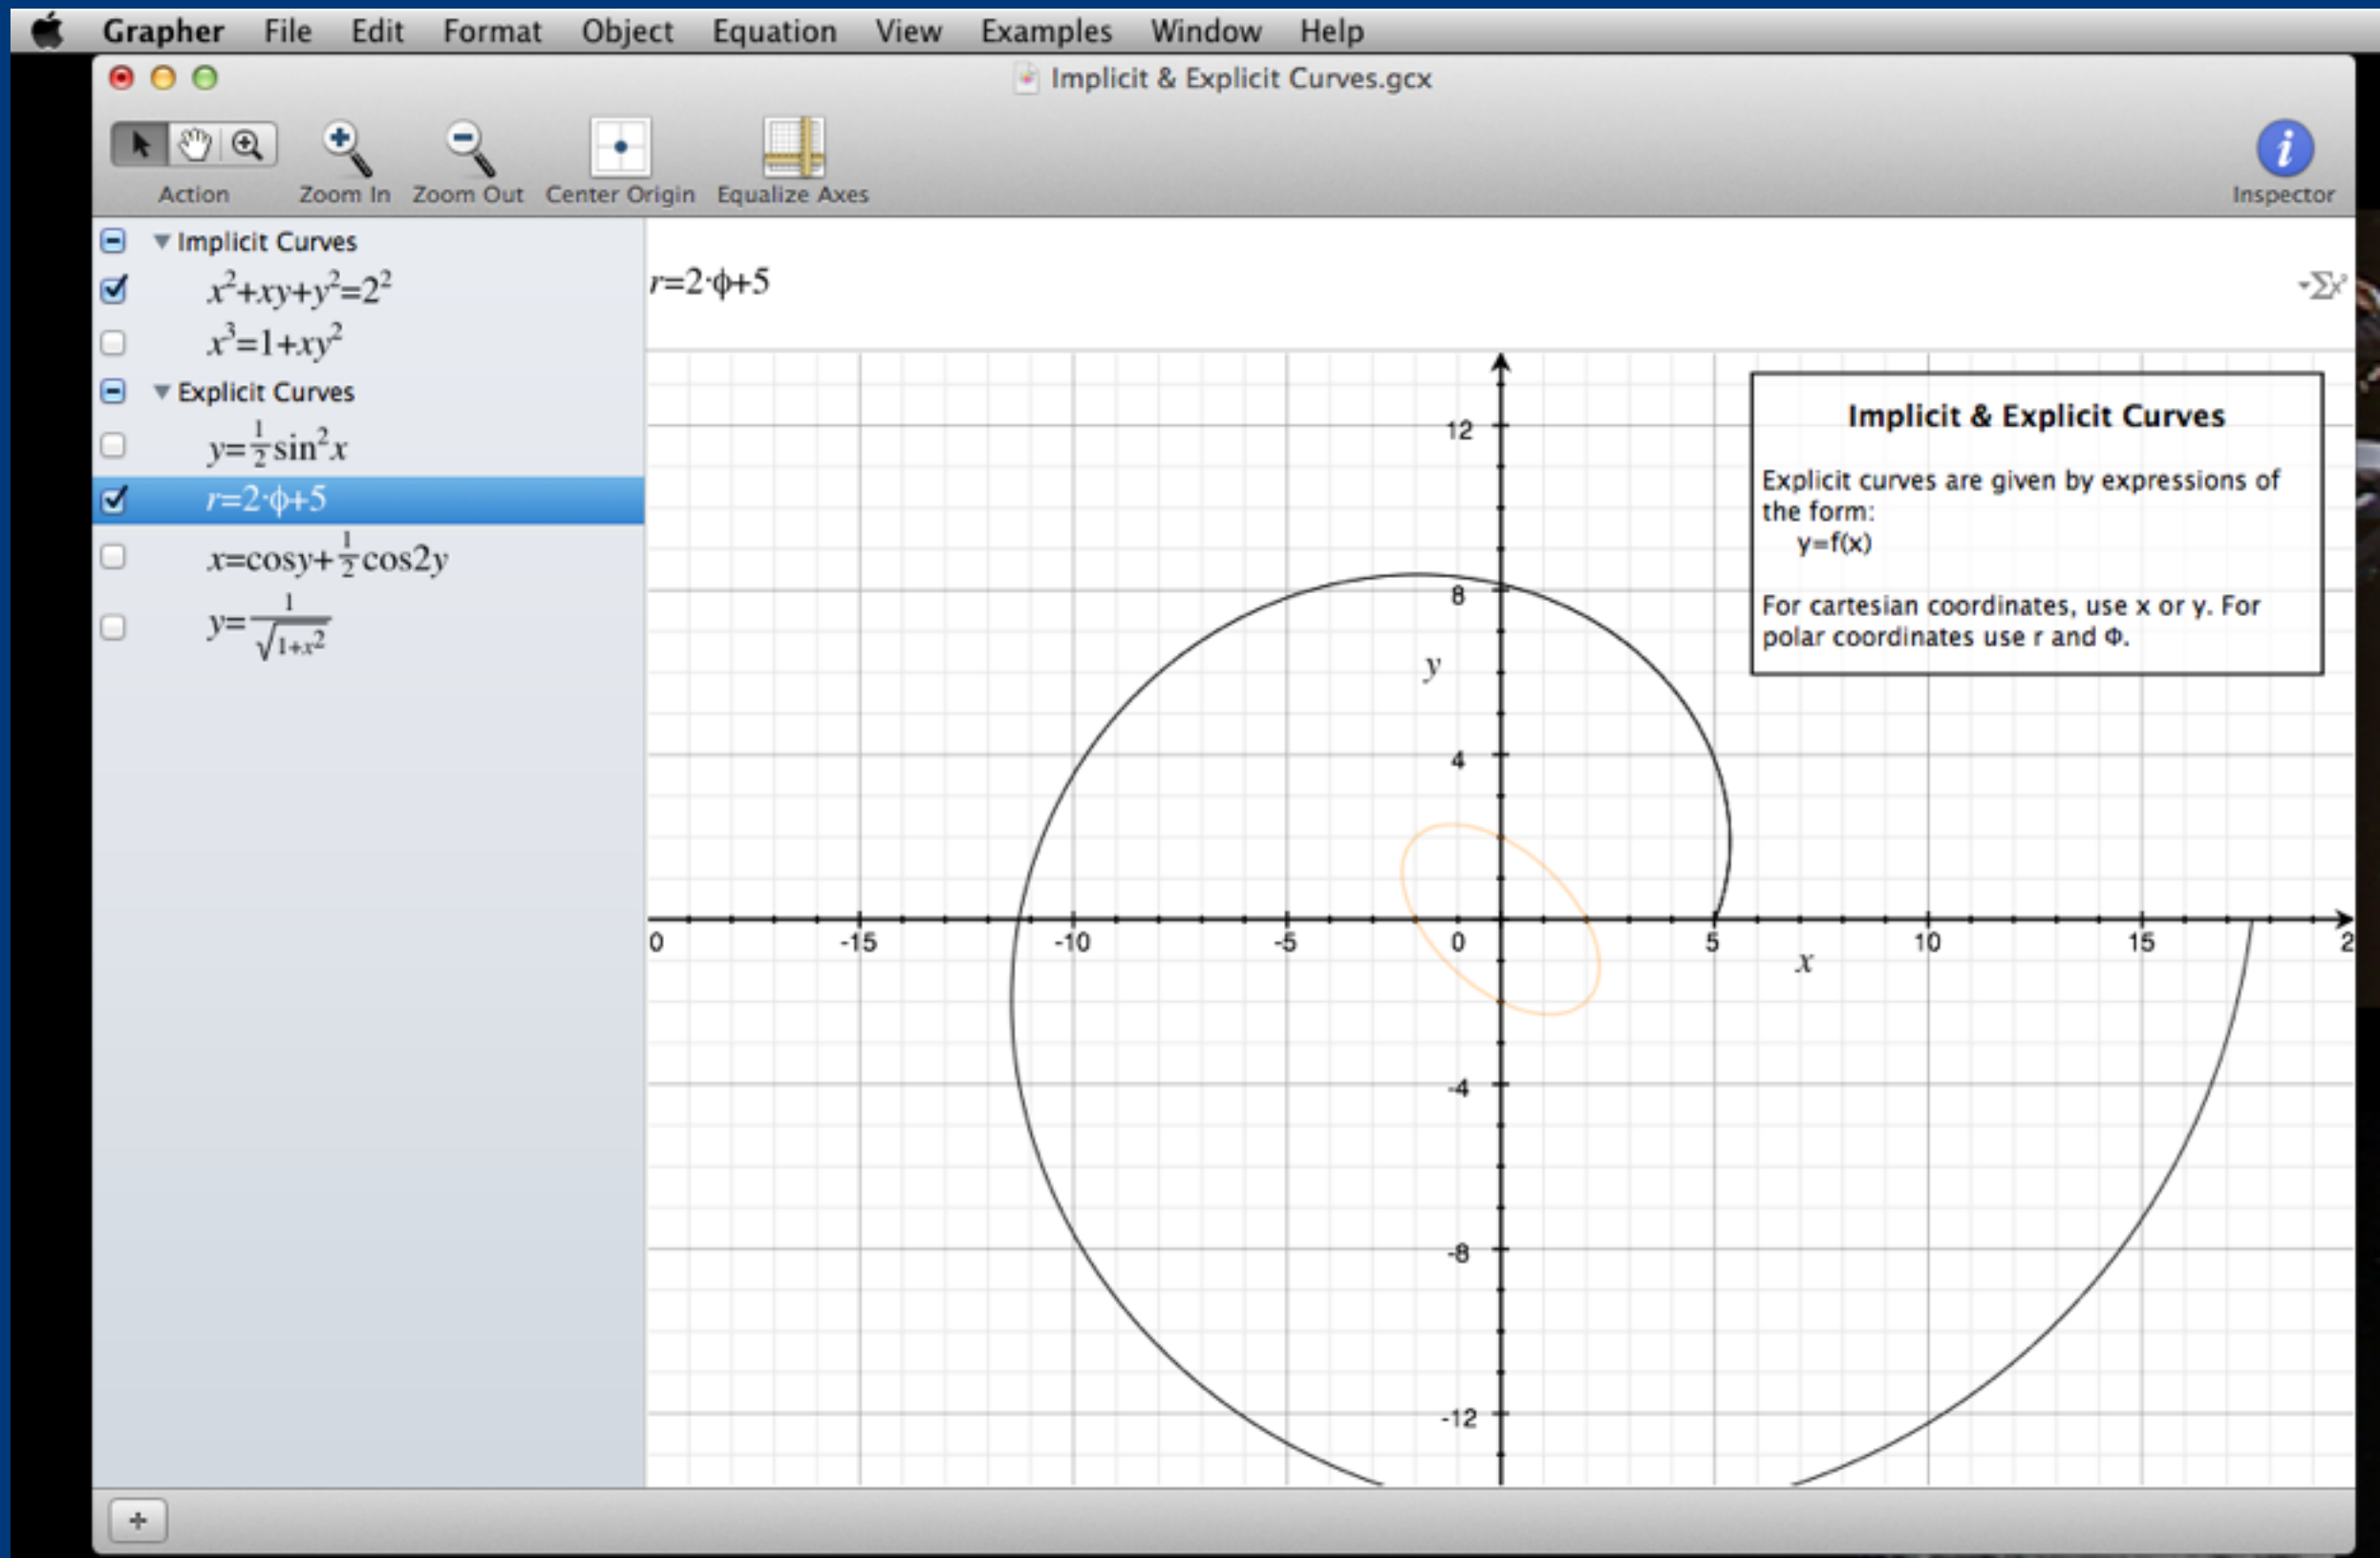 Grapher File Edit Format Object Equation View Examples Window Help
Implicit & Explicit Curves.gcx
Action Zoom In Zoom Out Center Origin Equalize Axes Inspector
Implicit Curves
x²+xy+y²=2²
x³=1+xy²
Explicit Curves
y=½sin²x
r=2·ϕ+5
x=cosy+½cos2y
y=1/√1+x²
r=2·ϕ+5
Σx²
Implicit & Explicit Curves
Explicit curves are given by expressions of
the form:
y=f(x)
For cartesian coordinates, use x or y. For
polar coordinates use r and Φ.
12
8
y
4
0 -15 -10 -5 0 5 10 15 2
x
-4
-8
-12